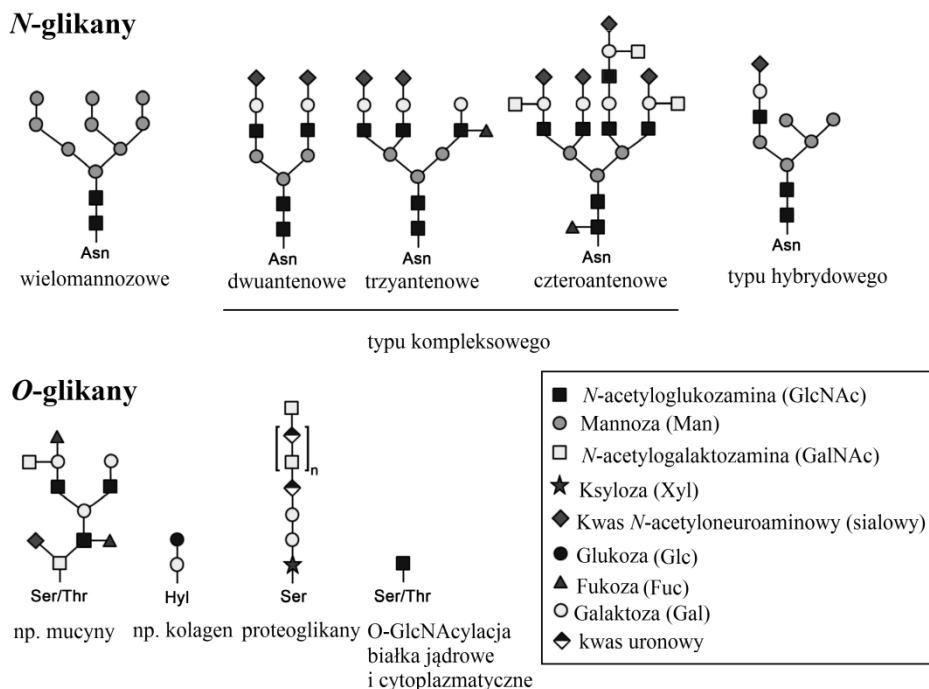 N-glikany
Asn
Asn
Asn
Asn
Asn
wielomannozowe
dwuantenowe
trzyantenowe
czteroantenowe
typu hybrydowego
typu kompleksowego
O-glikany
n
Ser/Thr
Hyl
Ser
Ser/Thr
np. mucyny
np. kolagen
proteoglikany
O-GlcNAcylacja
białka jądrowe
i cytoplazmatyczne
N-acetyloglukozamina (GlcNAc)
Mannoza (Man)
N-acetylogalaktozamina (GalNAc)
Ksyloza (Xyl)
Kwas N-acetyloneuroaminowy (sialowy)
Glukoza (Glc)
Fukoza (Fuc)
Galaktoza (Gal)
kwas uronowy